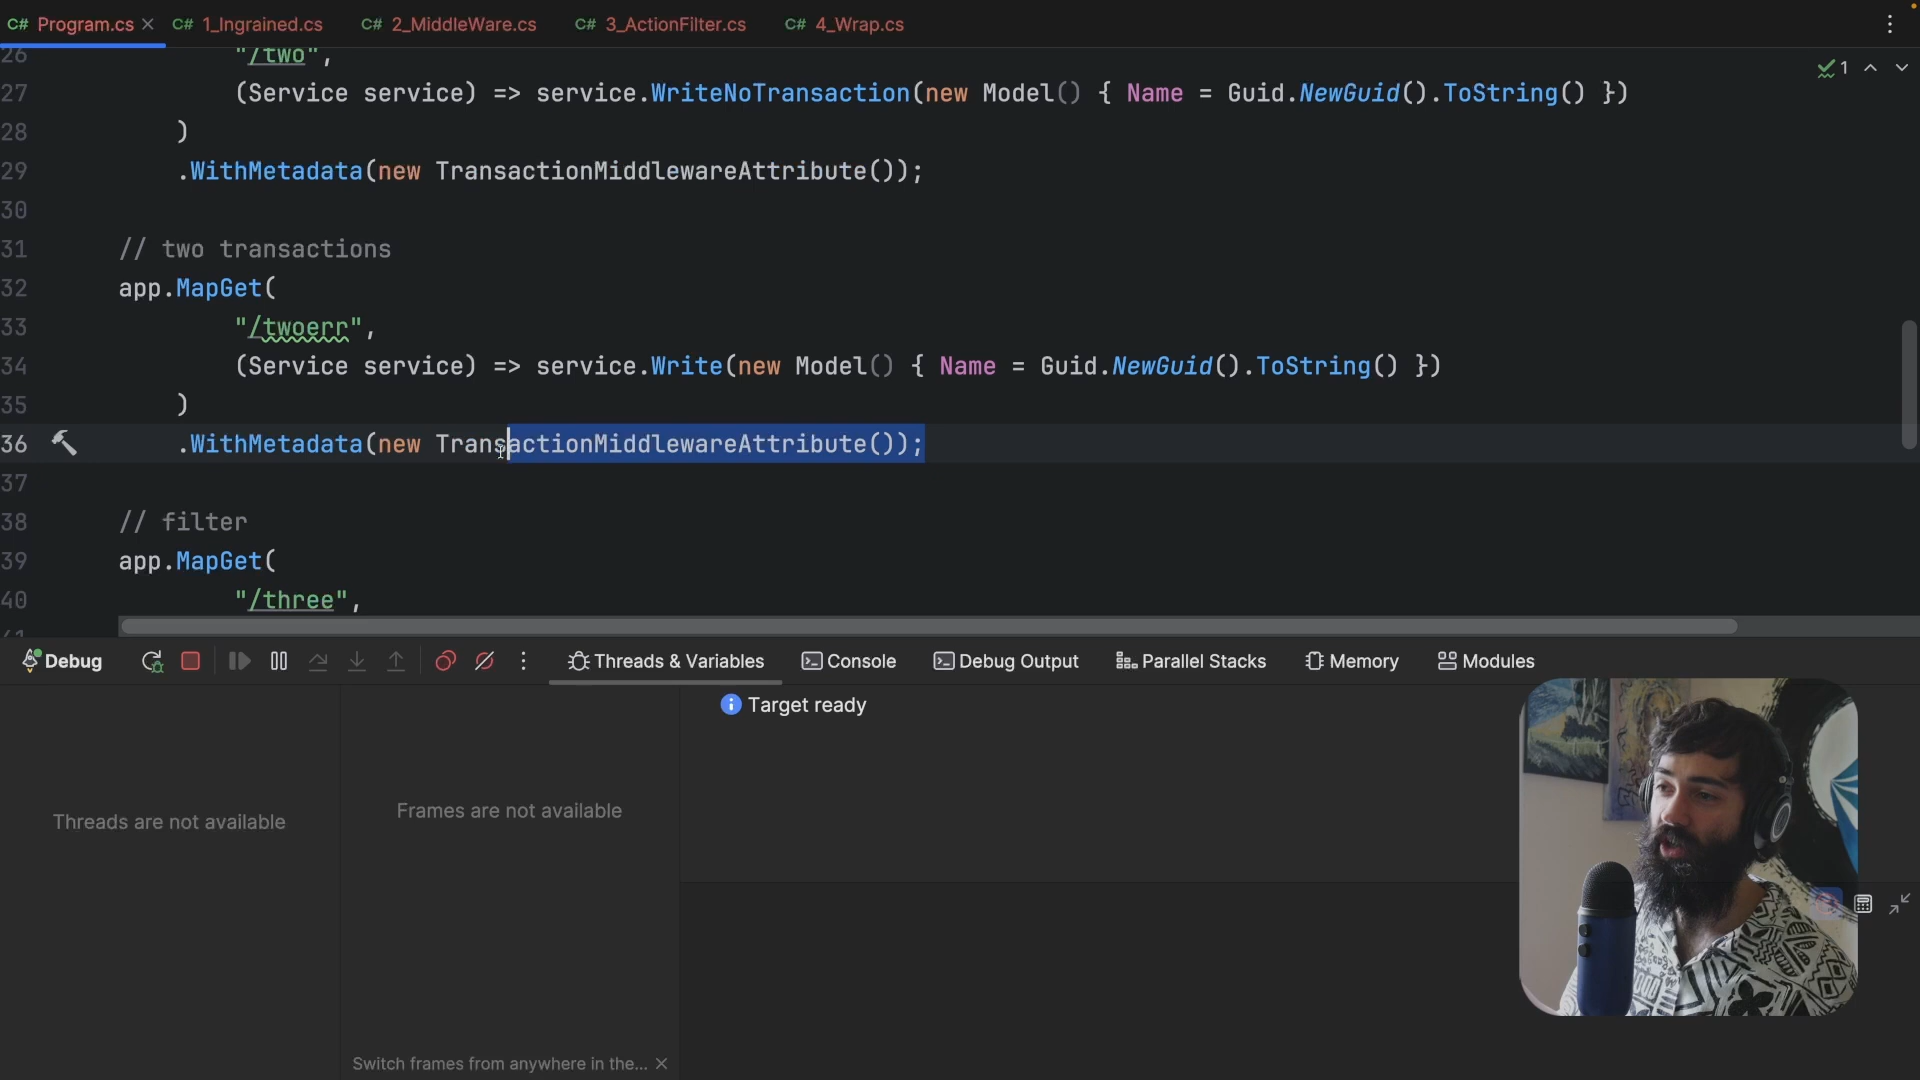 C# Program.cs
C# 1_Ingrained.cs
C# 2_MiddleWare.cs
C# 3_ActionFilter.cs
C# 4_Wrap.cs
26 "/two",
1
27 (Service service) => service.WriteNoTransaction(new Model() { Name = Guid.NewGuid().ToString() })
28 )
29 .WithMetadata(new TransactionMiddlewareAttribute());
30
31 // two transactions
32 app.MapGet(
33 "/twoerr",
34 (Service service) => service.Write(new Model() { Name = Guid.NewGuid().ToString() })
35 )
36 .WithMetadata(new TransactionMiddlewareAttribute());
37
38 // filter
39 app.MapGet(
40 "/three",
41
Debug
Threads & Variables
Console
Debug Output
Parallel Stacks
Memory
Modules
Target ready
Threads are not available
Frames are not available
Switch frames from anywhere in the...